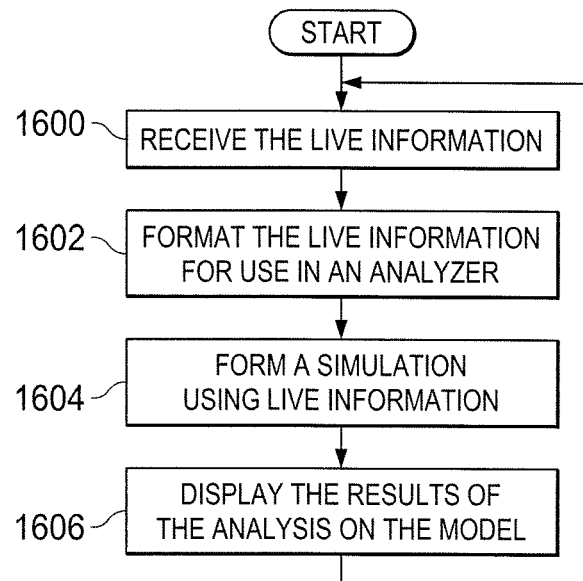 START
1600
RECEIVE THE LIVE INFORMATION
1602
FORMAT THE LIVE INFORMATION
FOR USE IN AN ANALYZER
1604
FORM A SIMULATION
USING LIVE INFORMATION
1606
DISPLAY THE RESULTS OF
THE ANALYSIS ON THE MODEL